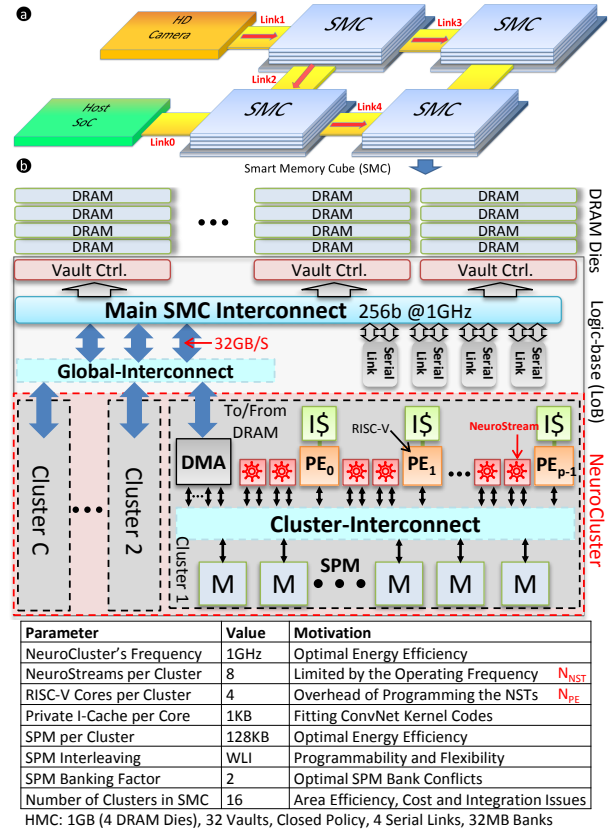 a
HD
Camera
Link1
SMC
Link3
SMC
Link2
Host
SoC
Link0
SMC
Link4
SMC
Smart Memory Cube (SMC)
b
DRAM DRAM DRAM
DRAM DRAM DRAM
DRAM DRAM DRAM
DRAM DRAM DRAM
DRAM Dies
Vault Ctrl. Vault Ctrl. Vault Ctrl.
Main SMC Interconnect 256b @1GHz
32GB/S
Serial Link Serial Link Serial Link Serial Link
Logic-base (LoB)
Global-Interconnect
To/From
DRAM
I$ I$ I$
RISC-V
NeuroStream
DMA PE0 PE1 PEp-1
Cluster C
Cluster 2
Cluster 1
NeuroCluster
Cluster-Interconnect
SPM
M M M M M
Parameter Value Motivation
NeuroCluster's Frequency 1GHz Optimal Energy Efficiency
NeuroStreams per Cluster 8 Limited by the Operating Frequency NNST
RISC-V Cores per Cluster 4 Overhead of Programming the NSTs NPE
Private I-Cache per Core 1KB Fitting ConvNet Kernel Codes
SPM per Cluster 128KB Optimal Energy Efficiency
SPM Interleaving WLI Programmability and Flexibility
SPM Banking Factor 2 Optimal SPM Bank Conflicts
Number of Clusters in SMC 16 Area Efficiency, Cost and Integration Issues
HMC: 1GB (4 DRAM Dies), 32 Vaults, Closed Policy, 4 Serial Links, 32MB Banks